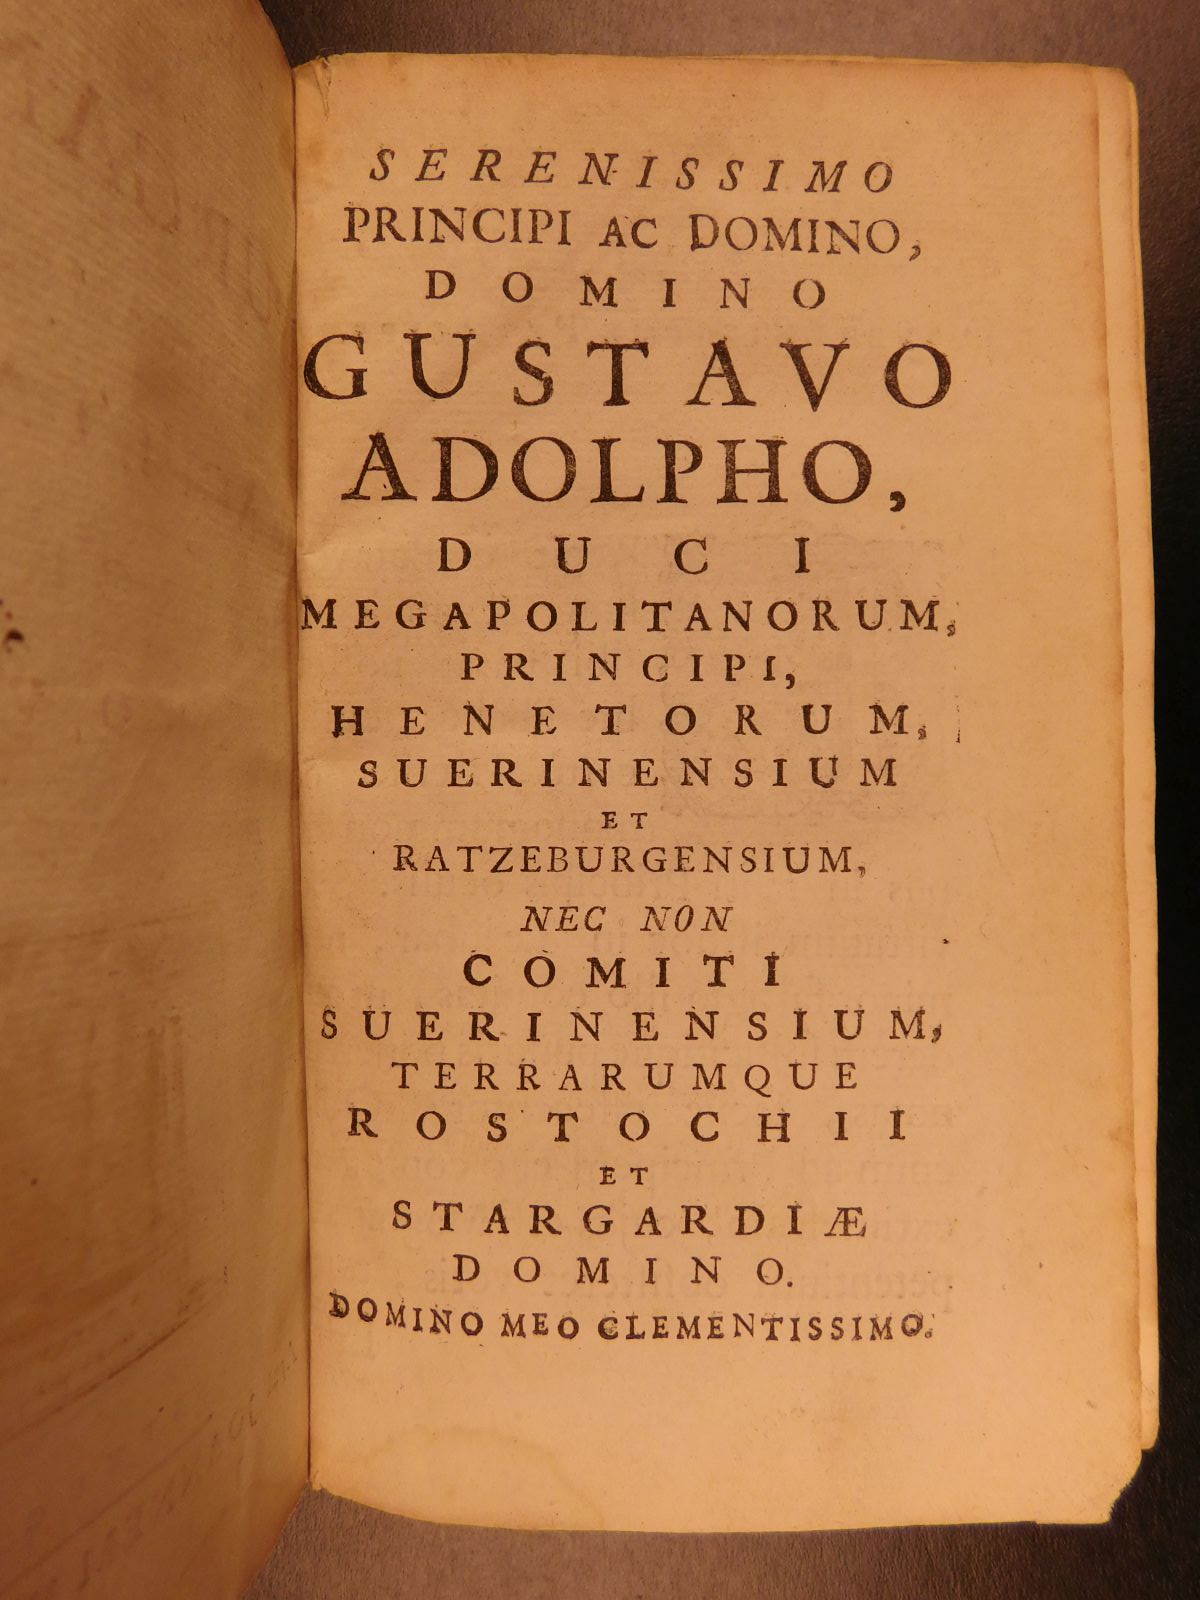 SERENISSIMO
PRINCIPI AC DOMINO,
DOMINO
GUSTAVO
ADOLPHO,
DUCI
MEGAPOLITANORUM,
PRINCIPI,
HENETORUM,
SUERINENSIUM
ET
RATZEBURGENSIUM,
NEC NON
COMITI
SUERINENSIUM,
TERRARUMQUE
ROSTOCHII
ET
STARGARDIÆ
DOMINO.
DOMINO MEO CLEMENTISSIMO.